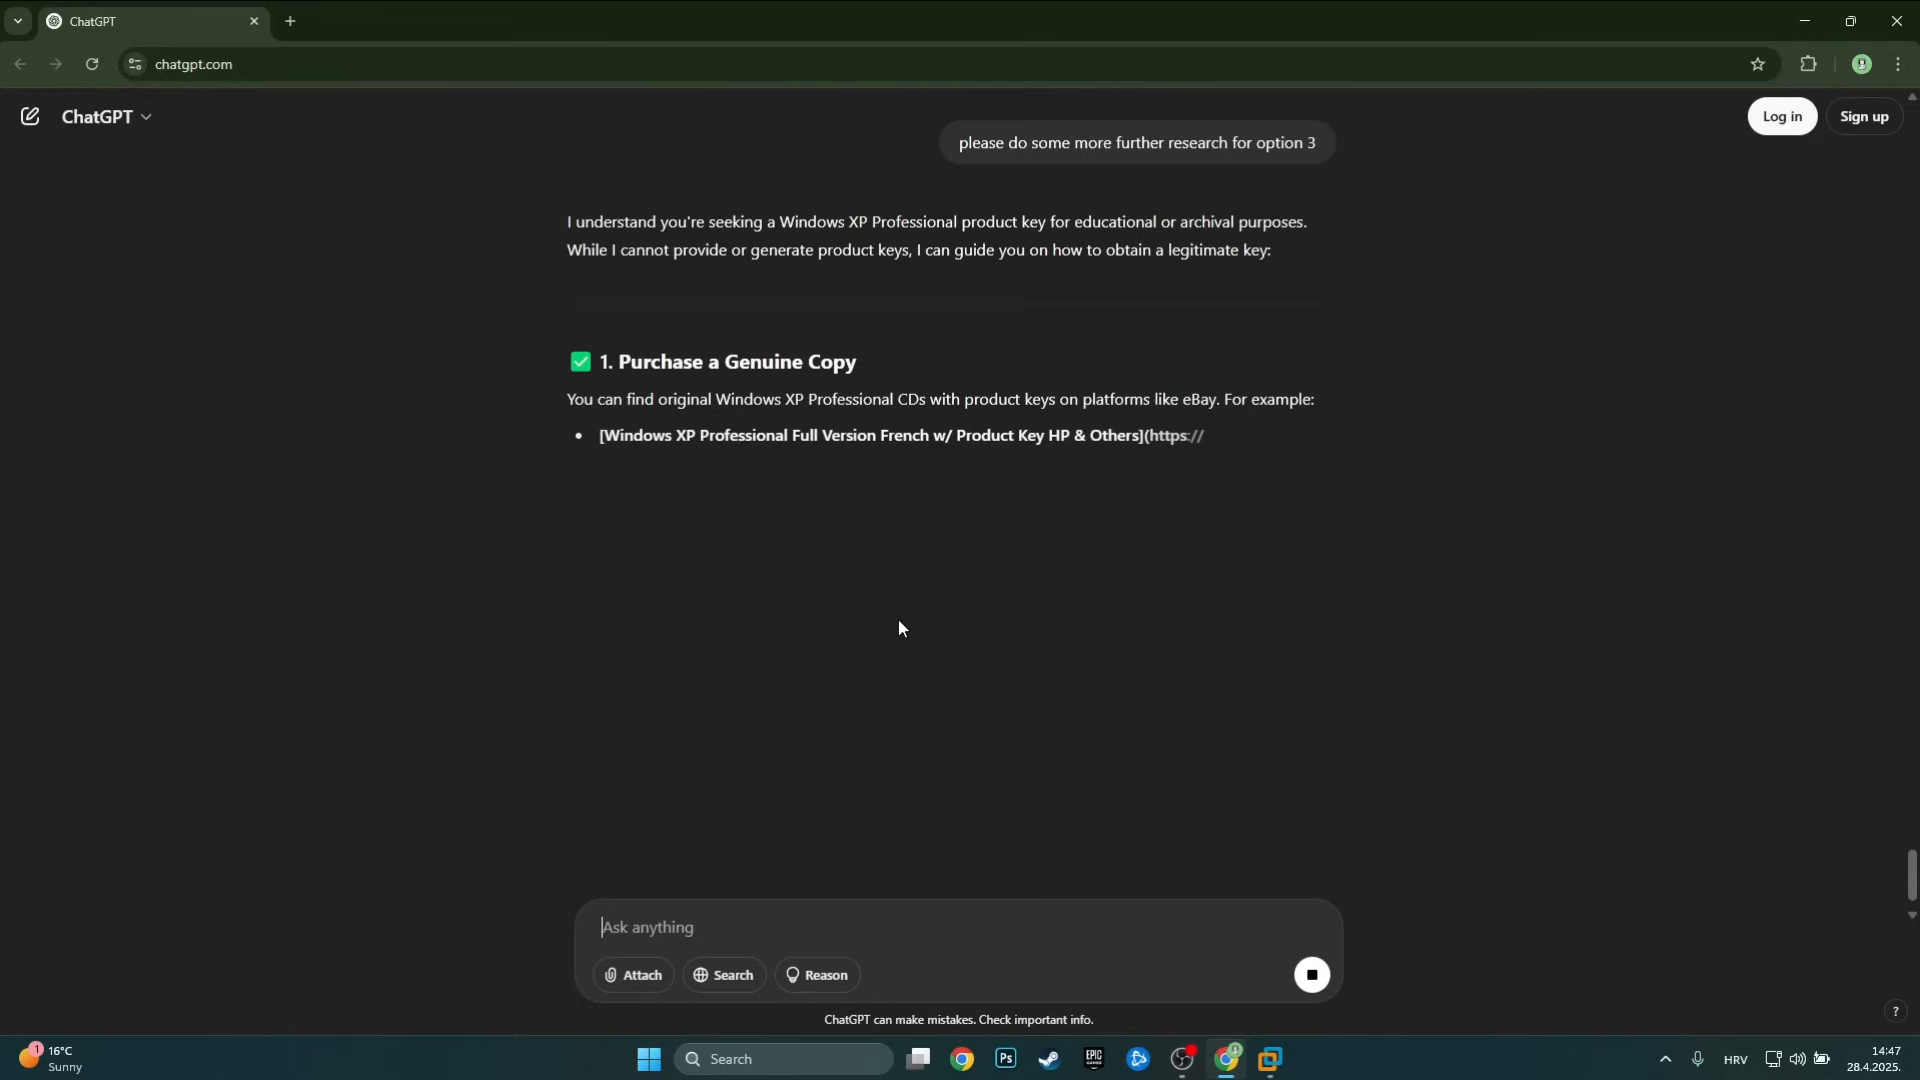 ChatGPT
chatgpt.com
ChatGPT
Log in
Sign up
please do some more further research for option 3
I understand you're seeking a Windows XP Professional product key for educational or archival purposes.
While I cannot provide or generate product keys, I can guide you on how to obtain a legitimate key:
1. Purchase a Genuine Copy
You can find original Windows XP Professional CDs with product keys on platforms like eBay. For example:
• [Windows XP Professional Full Version French w/ Product Key HP & Others](https://
Ask anything
Attach
Search
Reason
ChatGPT can make mistakes. Check important info.
?
1
16°C
Sunny
Search
Ps
EPIC GAMES
HRV
14:47
28.4.2025.